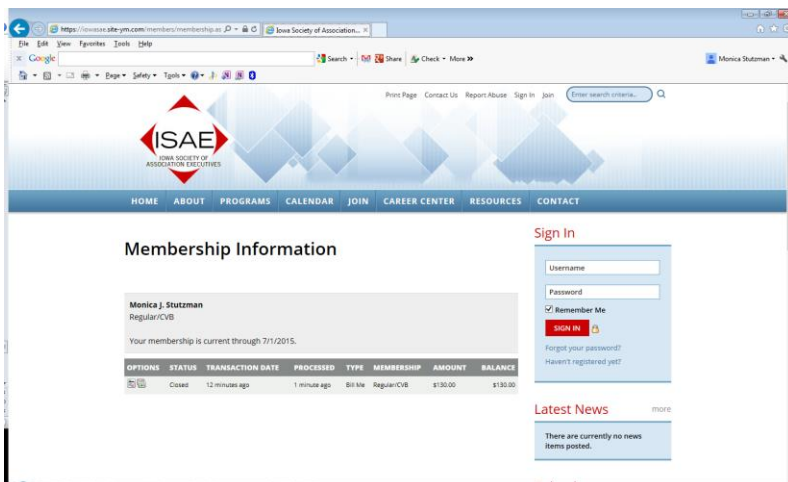 https://iowasae.site-ym.com/members/membership.as
Iowa Society of Association...
File Edit View Favorites Tools Help
Google
Search
Share
Check
More
Monica Stutzman
Page Safety Tools
Print Page Contact Us Report Abuse Sign In Join
Enter search criteria...
ISAE
IOWA SOCIETY OF
ASSOCIATION EXECUTIVES
HOME ABOUT PROGRAMS CALENDAR JOIN CAREER CENTER RESOURCES CONTACT
Membership Information
Monica J. Stutzman
Regular/CVB
Your membership is current through 7/1/2015.
OPTIONS STATUS TRANSACTION DATE PROCESSED TYPE MEMBERSHIP AMOUNT BALANCE
Closed 12 minutes ago 1 minute ago Bill Me Regular/CVB $130.00 $130.00
Sign In
Username
Password
Remember Me
SIGN IN
Forgot your password?
Haven't registered yet?
Latest News more
There are currently no news
items posted.